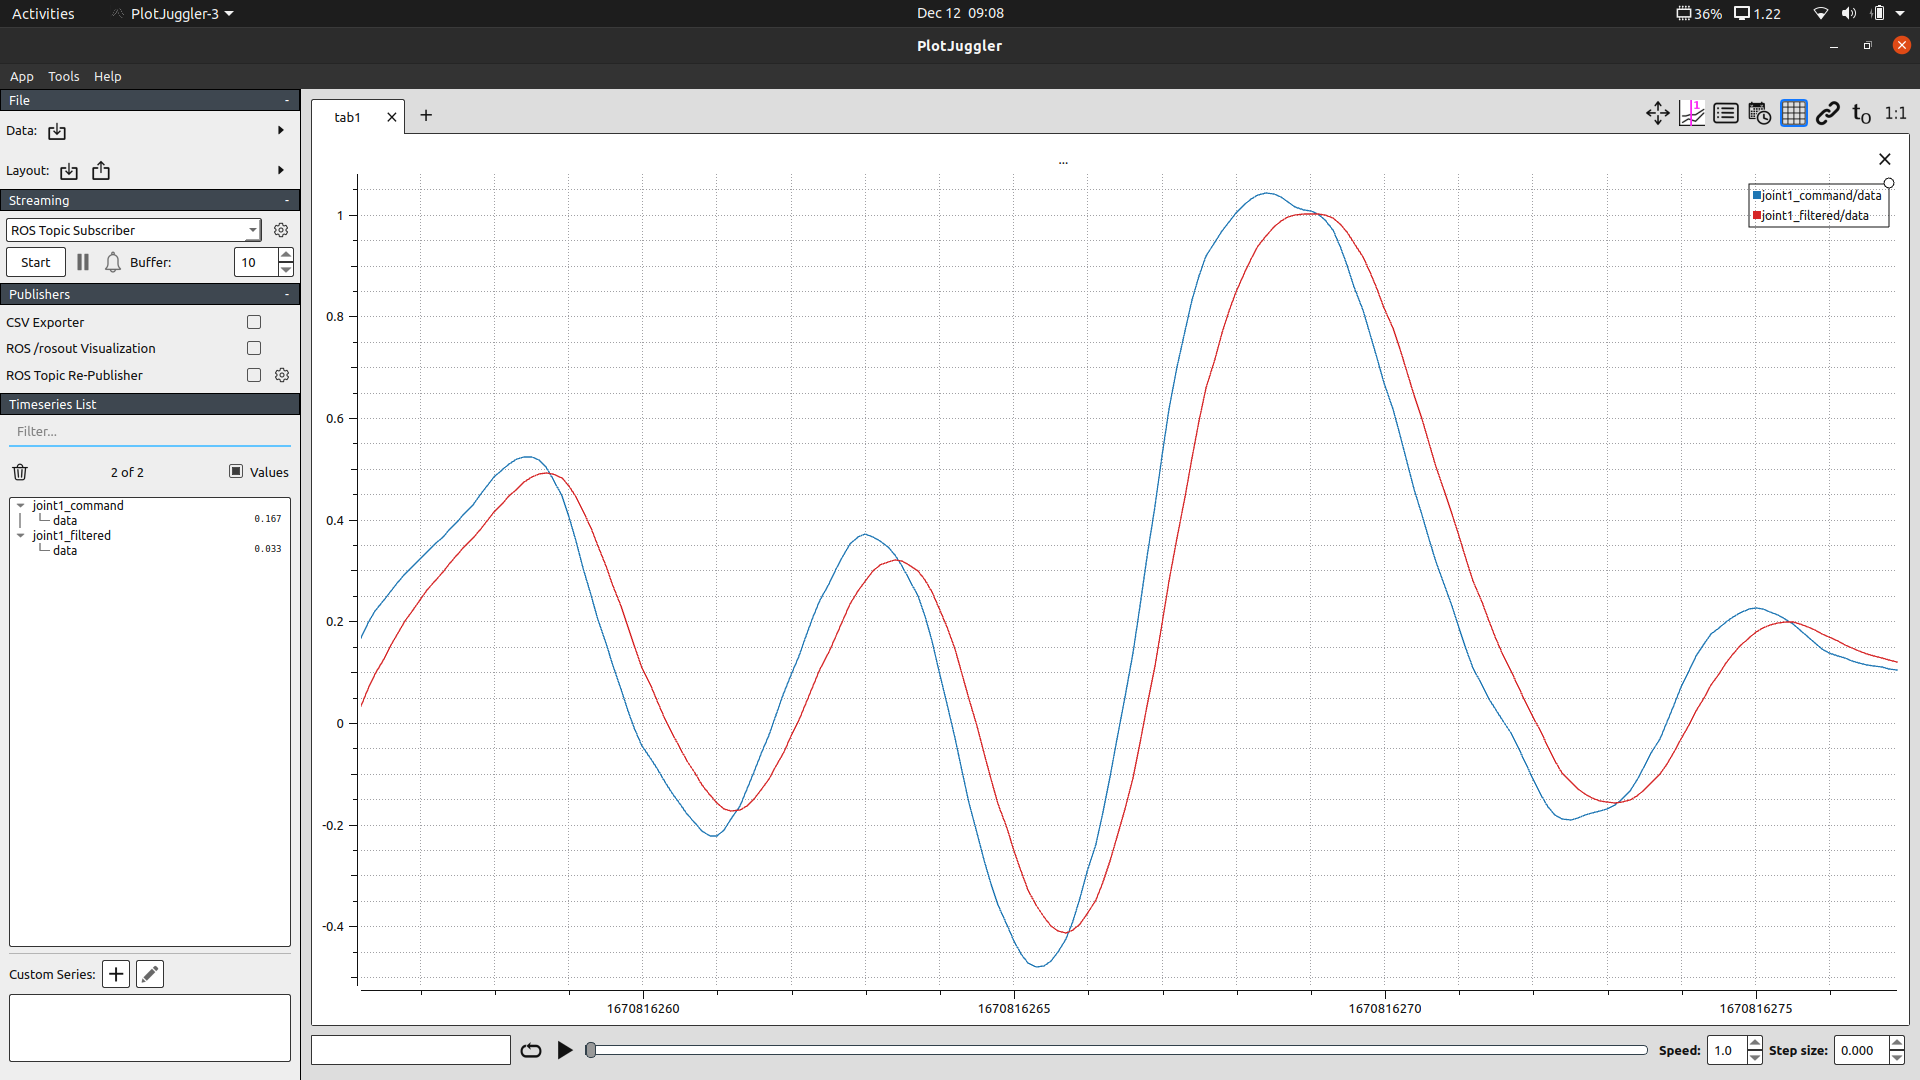 Activities PlotJuggler-3 Dec 12 09:08 36% 1.22
PlotJuggler
App Tools Help
File -
Data:
Layout:
Streaming -
ROS Topic Subscriber
Start Buffer: 10
Publishers -
CSV Exporter
ROS /rosout Visualization
ROS Topic Re-Publisher
Timeseries List
Filter...
2 of 2 Values
joint1_command
data 0.167
joint1_filtered
data 0.033
Custom Series:
tab1
1
t0 1:1
...
joint1_command/data
joint1_filtered/data
1
0.8
0.6
0.4
0.2
0
-0.2
-0.4
1670816260 1670816265 1670816270 1670816275
Speed: 1.0 Step size: 0.000